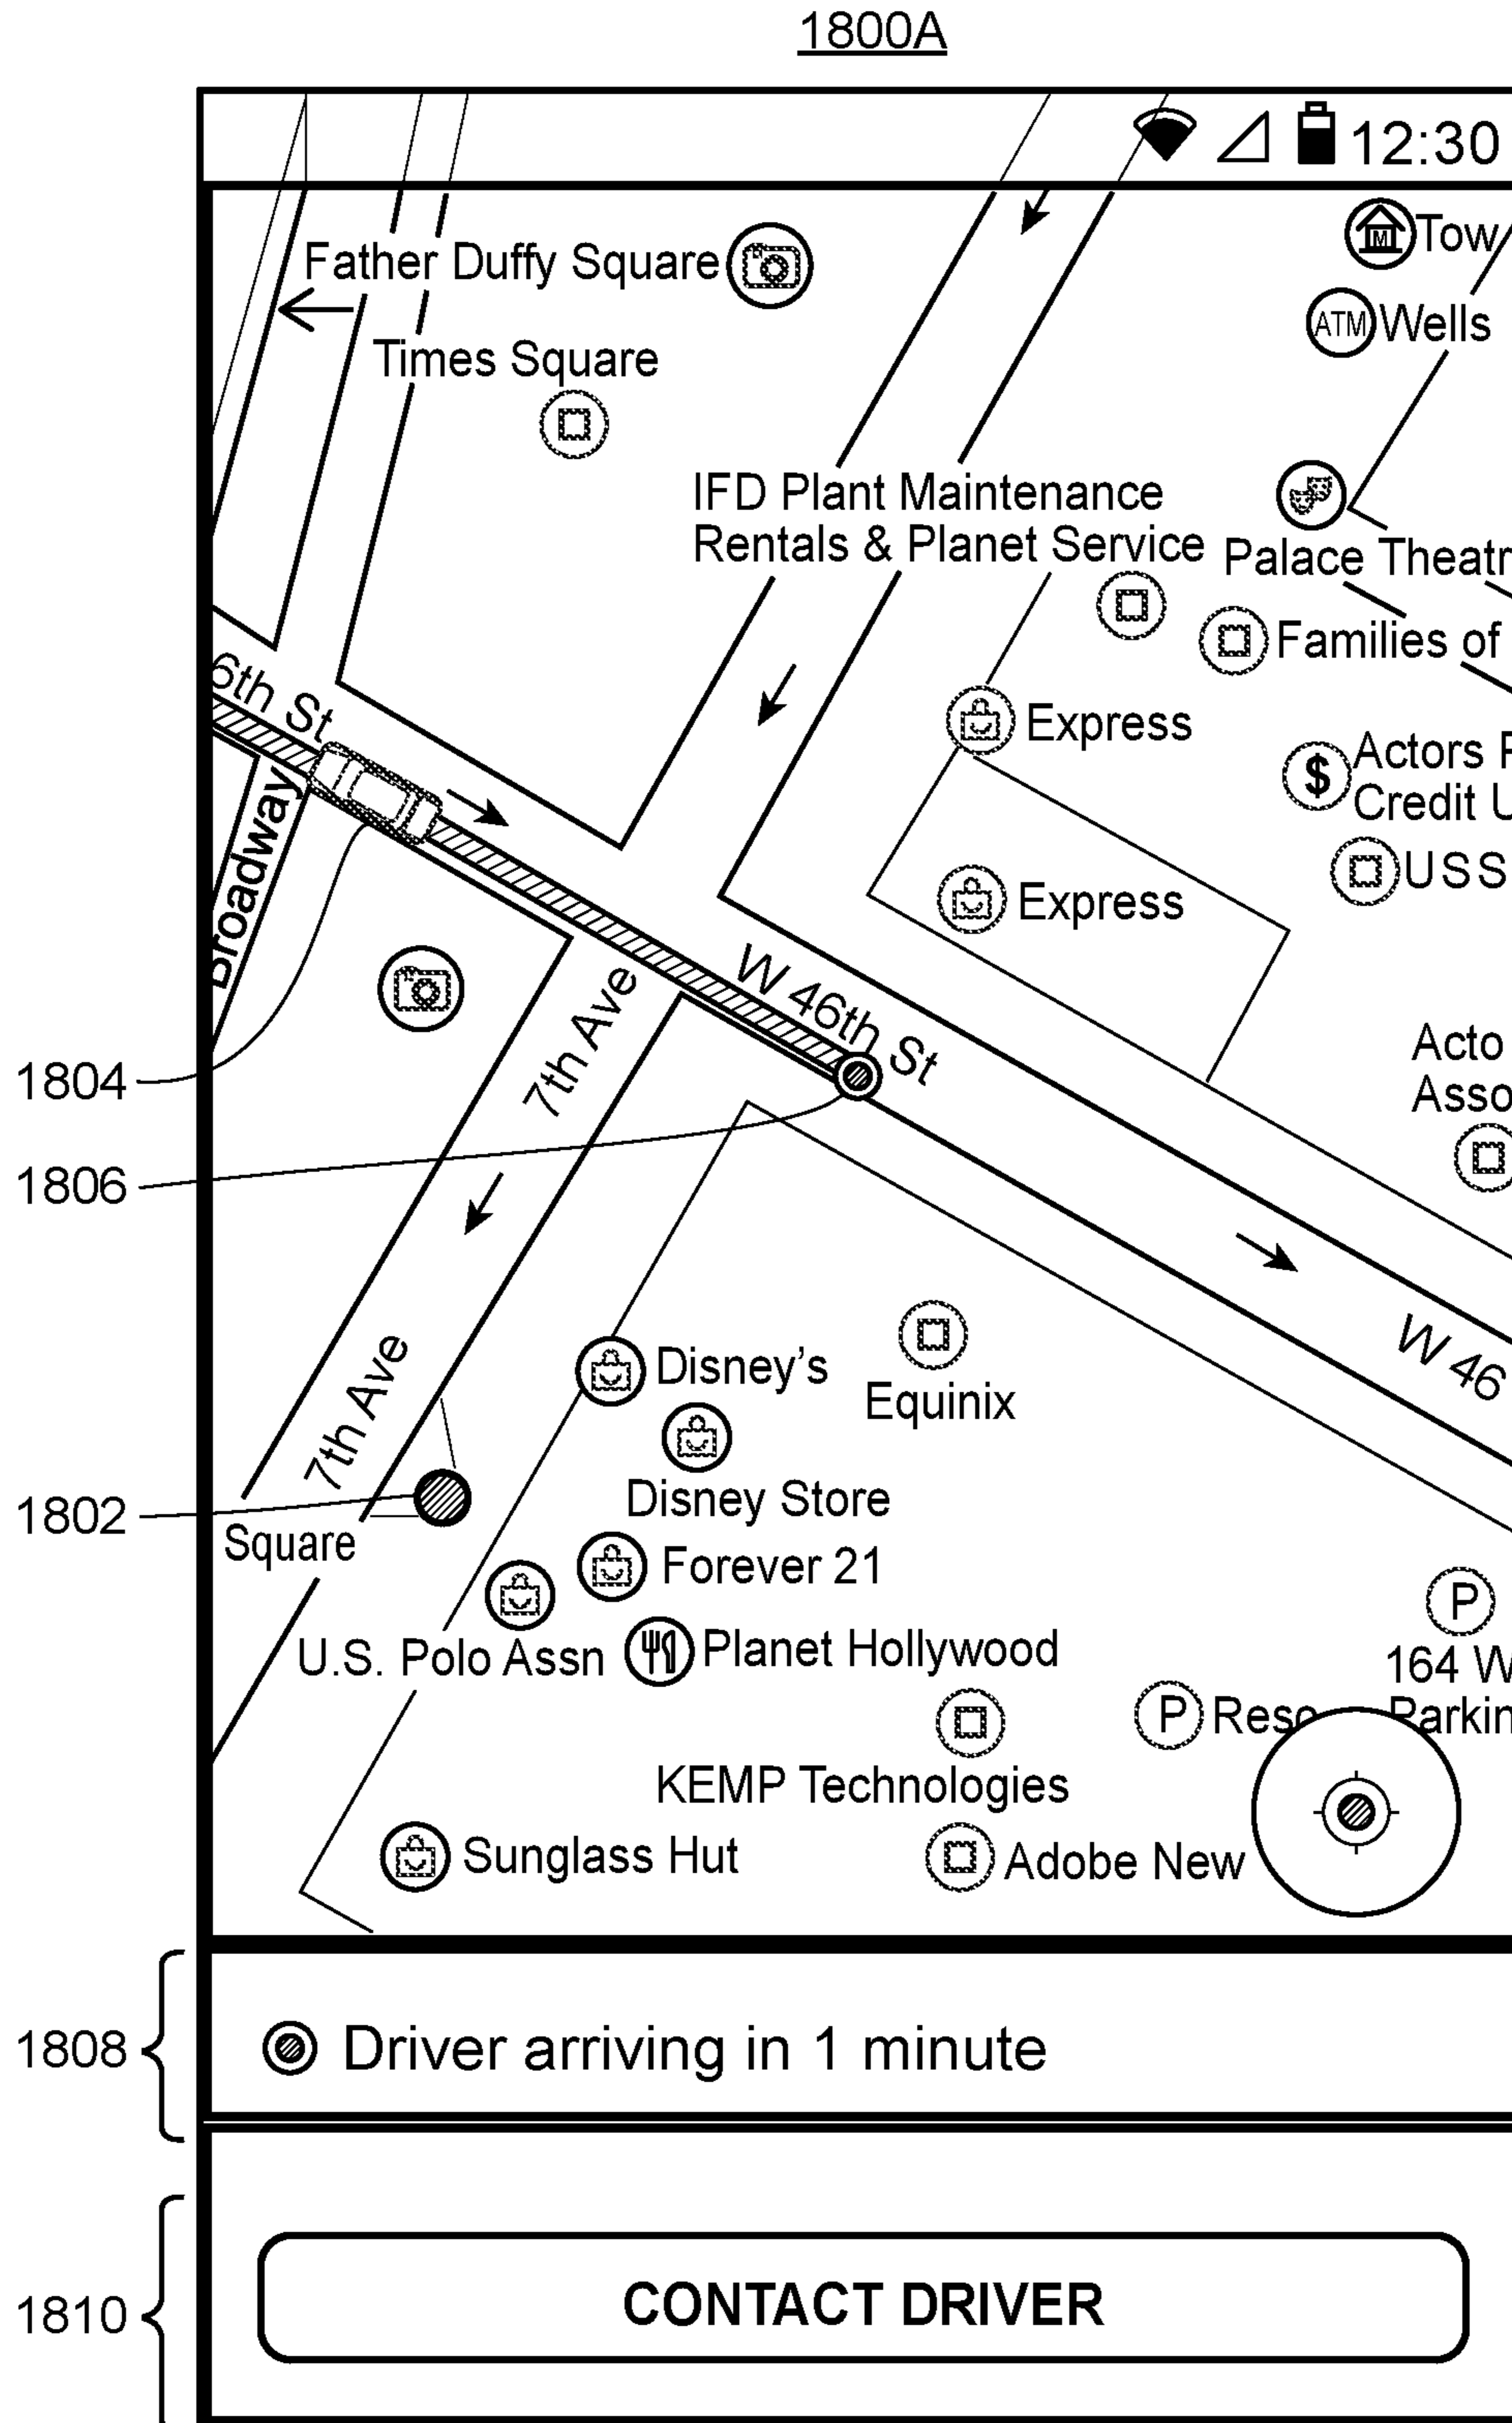 1800A
12:30
Father Duffy Square
Tow
ATM Wells
Times Square
IFD Plant Maintenance
Rentals & Planet Service
Palace Theatr
Families of
6th St
Express
Actors
Credit U
$
Broadway
USS
Express
W 46th St
7th Ave
Acto
Asso
1804
1806
W 46
7th Ave
Disney's
Equinix
Disney Store
1802
Square
Forever 21
U.S. Polo Assn
Planet Hollywood
P
164 W
P Reso
Parkin
KEMP Technologies
Sunglass Hut
Adobe New
1808
Driver arriving in 1 minute
1810
CONTACT DRIVER